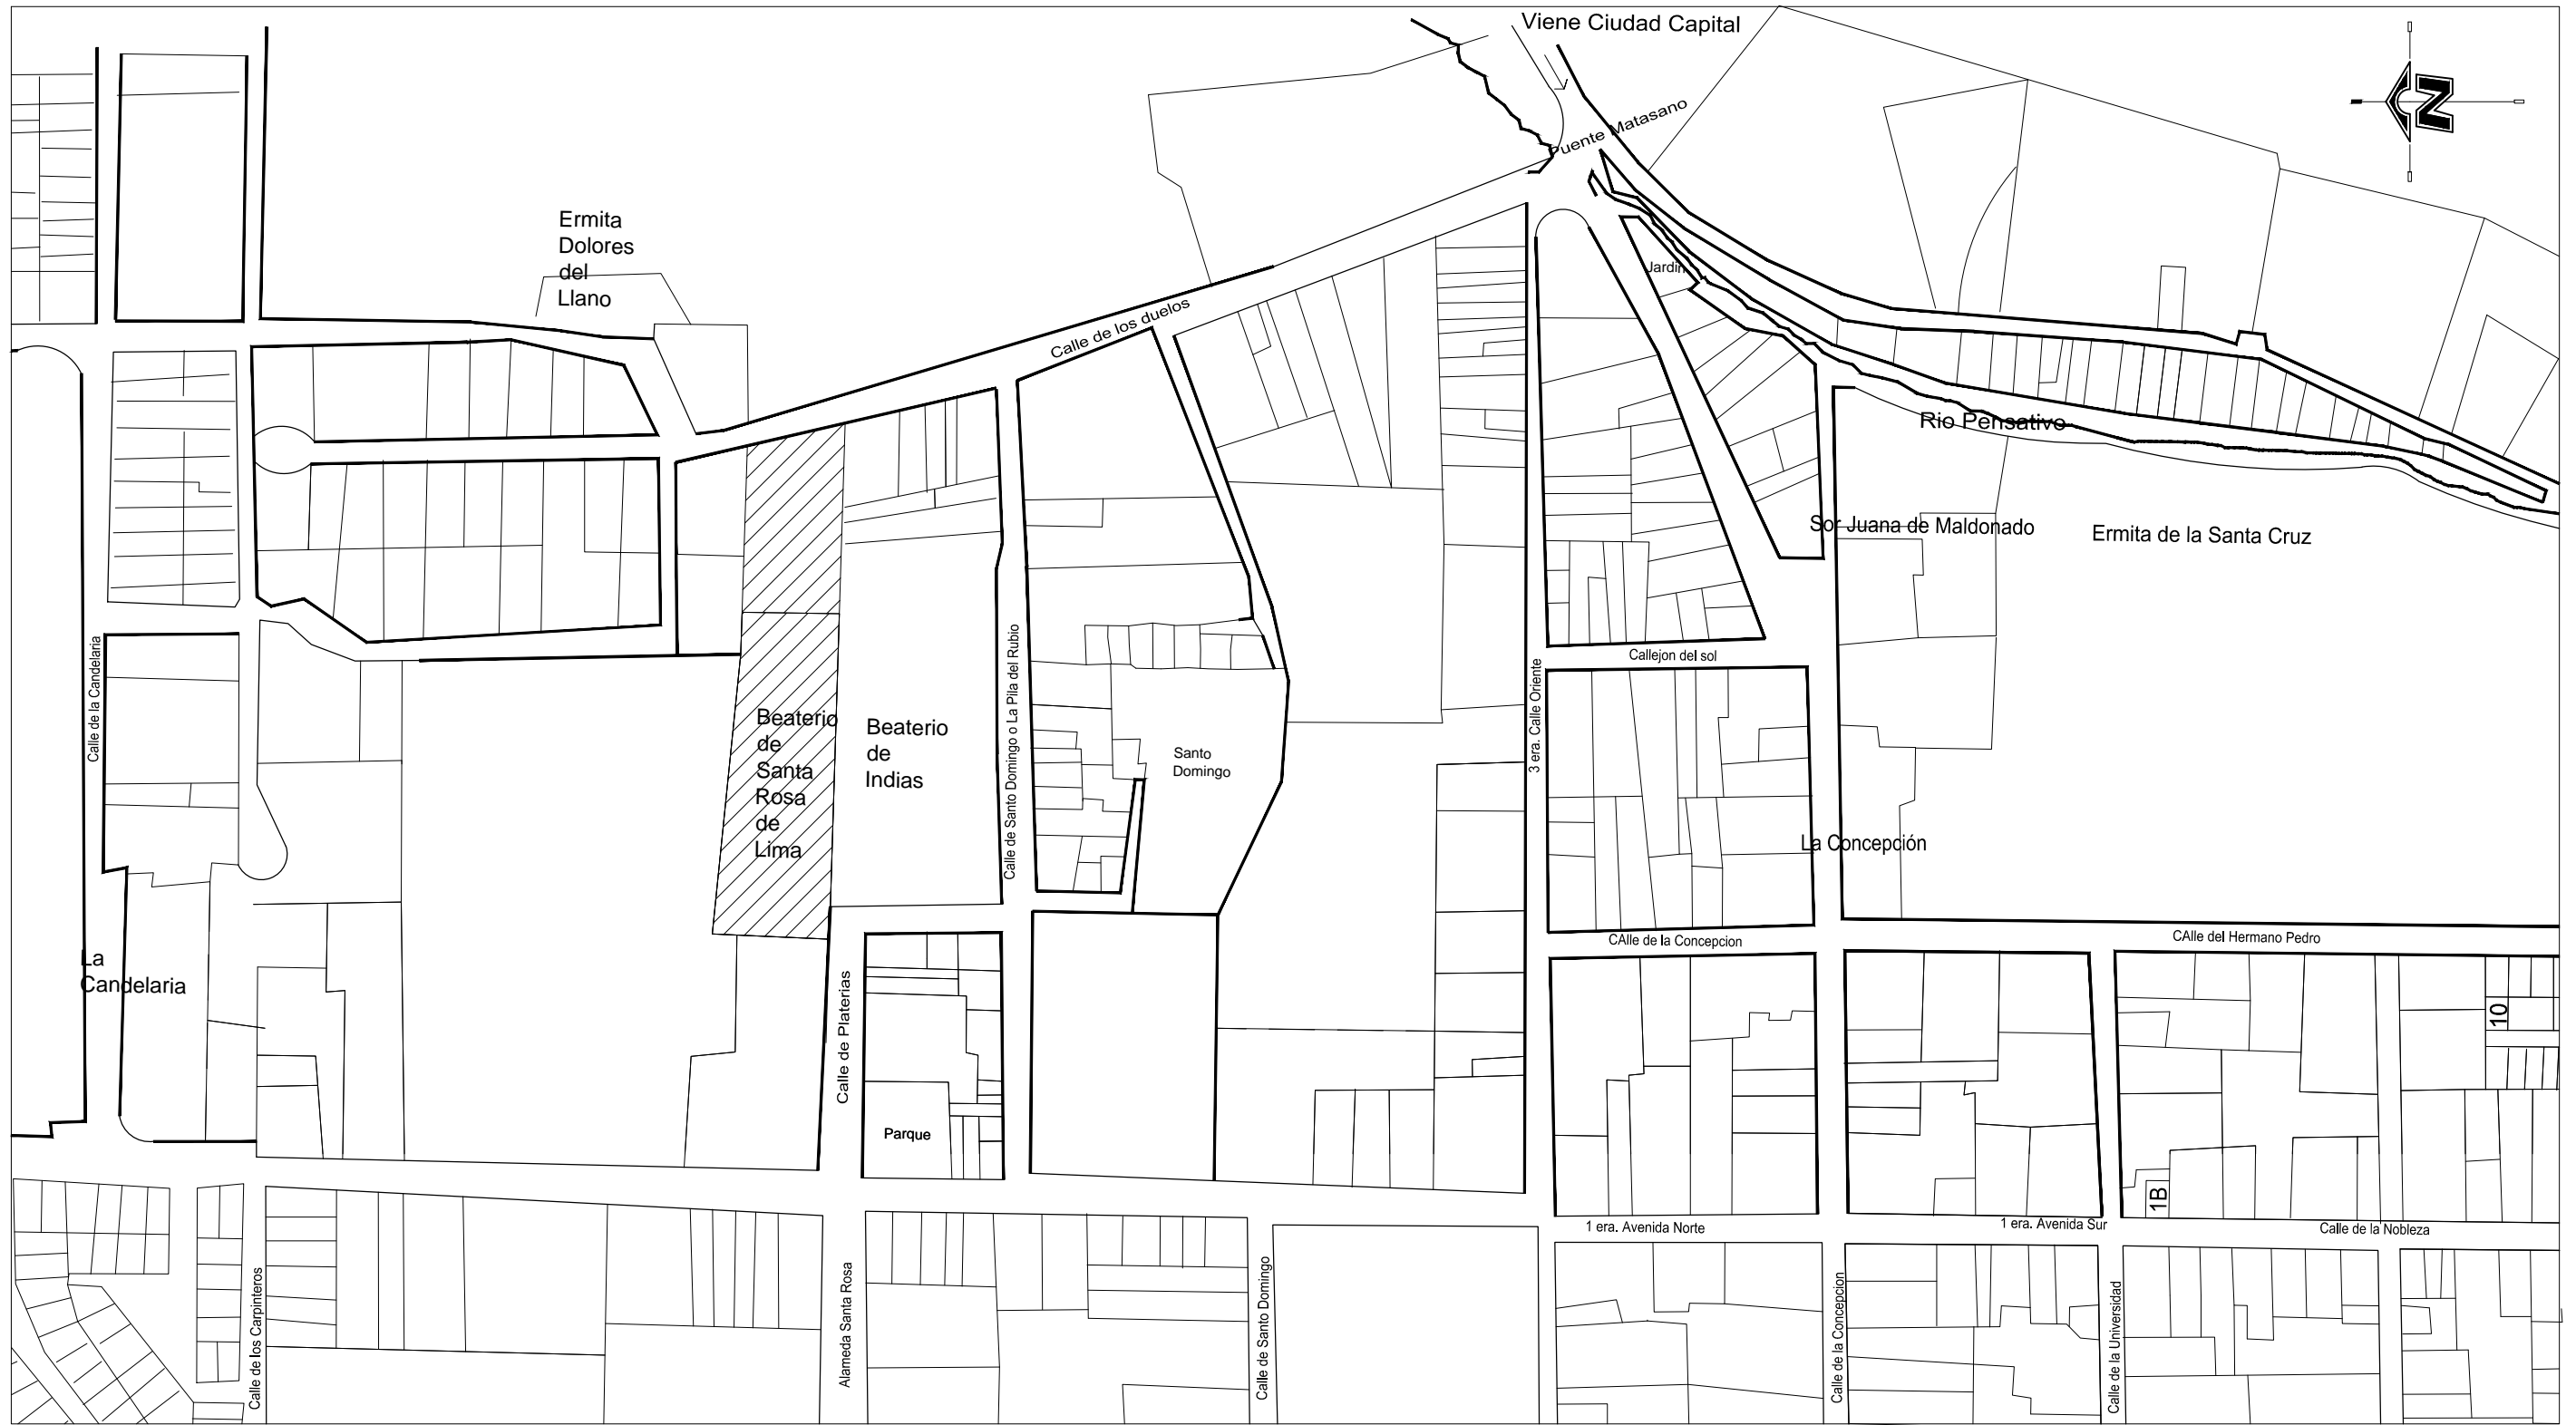 Viene Ciudad Capital
N
Puente Matasano
Ermita
Dolores
del
Llano
Jardin
Calle de los duelos
Rio Pensativo
Sor Juana de Maldonado
Ermita de la Santa Cruz
Calle de la Candelaria
Calle de Santo Domingo o La Pila del Rubio
3 era. Calle Oriente
Callejon del sol
Beaterio
de
Santa
Rosa
de
Lima
Beaterio
de
Indias
Santo
Domingo
La Concepción
CAlle de la Concepcion
CAlle del Hermano Pedro
La
Candelaria
Calle de Platerias
10
Parque
1B
1 era. Avenida Norte
1 era. Avenida Sur
Calle de la Nobleza
Calle de los Carpinteros
Alameda Santa Rosa
Calle de Santo Domingo
Calle de la Concepcion
Calle de la Universidad